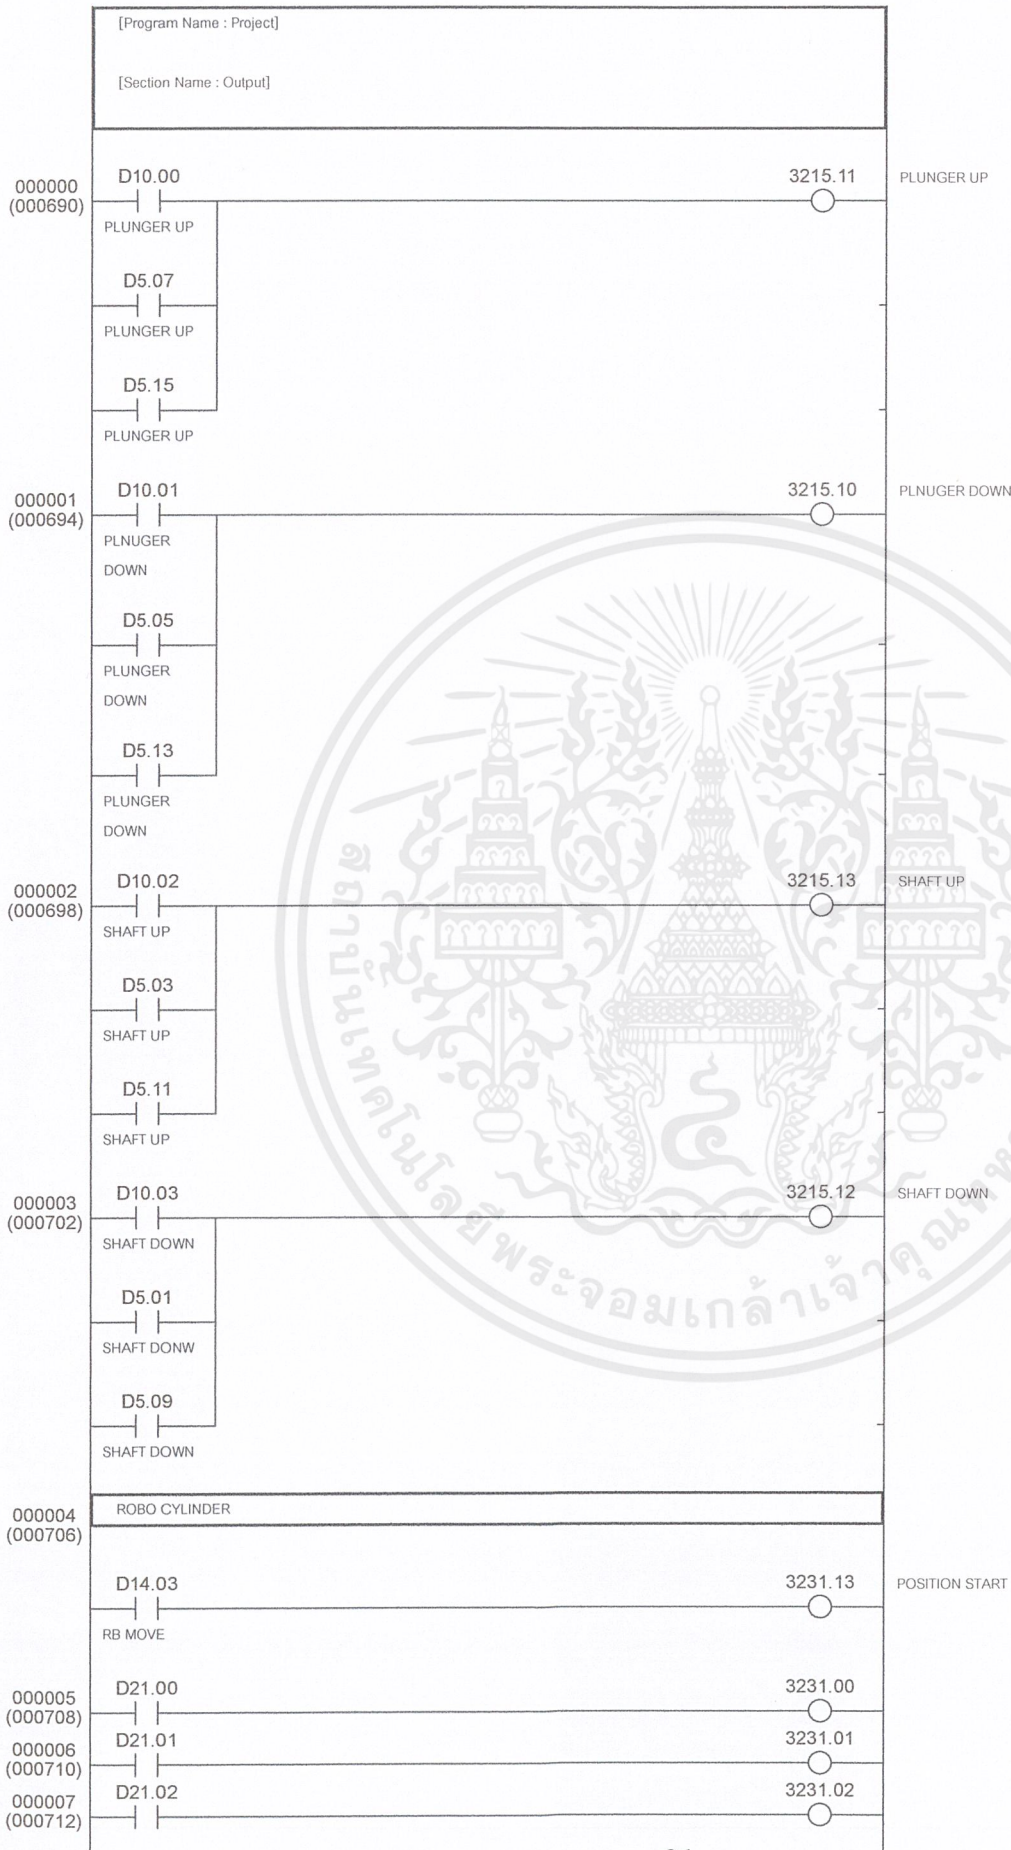 [Program Name : Project]
[Section Name : Output]
000000
(000690)
D10.00
PLUNGER UP
3215.11
PLUNGER UP
D5.07
PLUNGER UP
D5.15
PLUNGER UP
000001
(000694)
D10.01
PLNUGER
DOWN
3215.10
PLNUGER DOWN
D5.05
PLUNGER
DOWN
D5.13
PLUNGER
DOWN
000002
(000698)
D10.02
SHAFT UP
3215.13
SHAFT UP
D5.03
SHAFT UP
D5.11
SHAFT UP
000003
(000702)
D10.03
SHAFT DOWN
3215.12
SHAFT DOWN
D5.01
SHAFT DONW
D5.09
SHAFT DOWN
000004
(000706)
ROBO CYLINDER
D14.03
RB MOVE
3231.13
POSITION START
000005
(000708)
D21.00
3231.00
000006
(000710)
D21.01
3231.01
000007
(000712)
D21.02
3231.02
๔